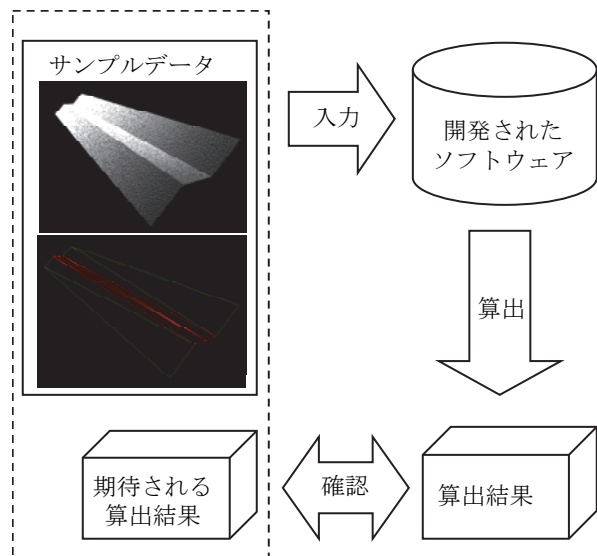 サンプルデータ
入力
開発された
ソフトウェア
算出
期待される
算出結果
確認
算出結果